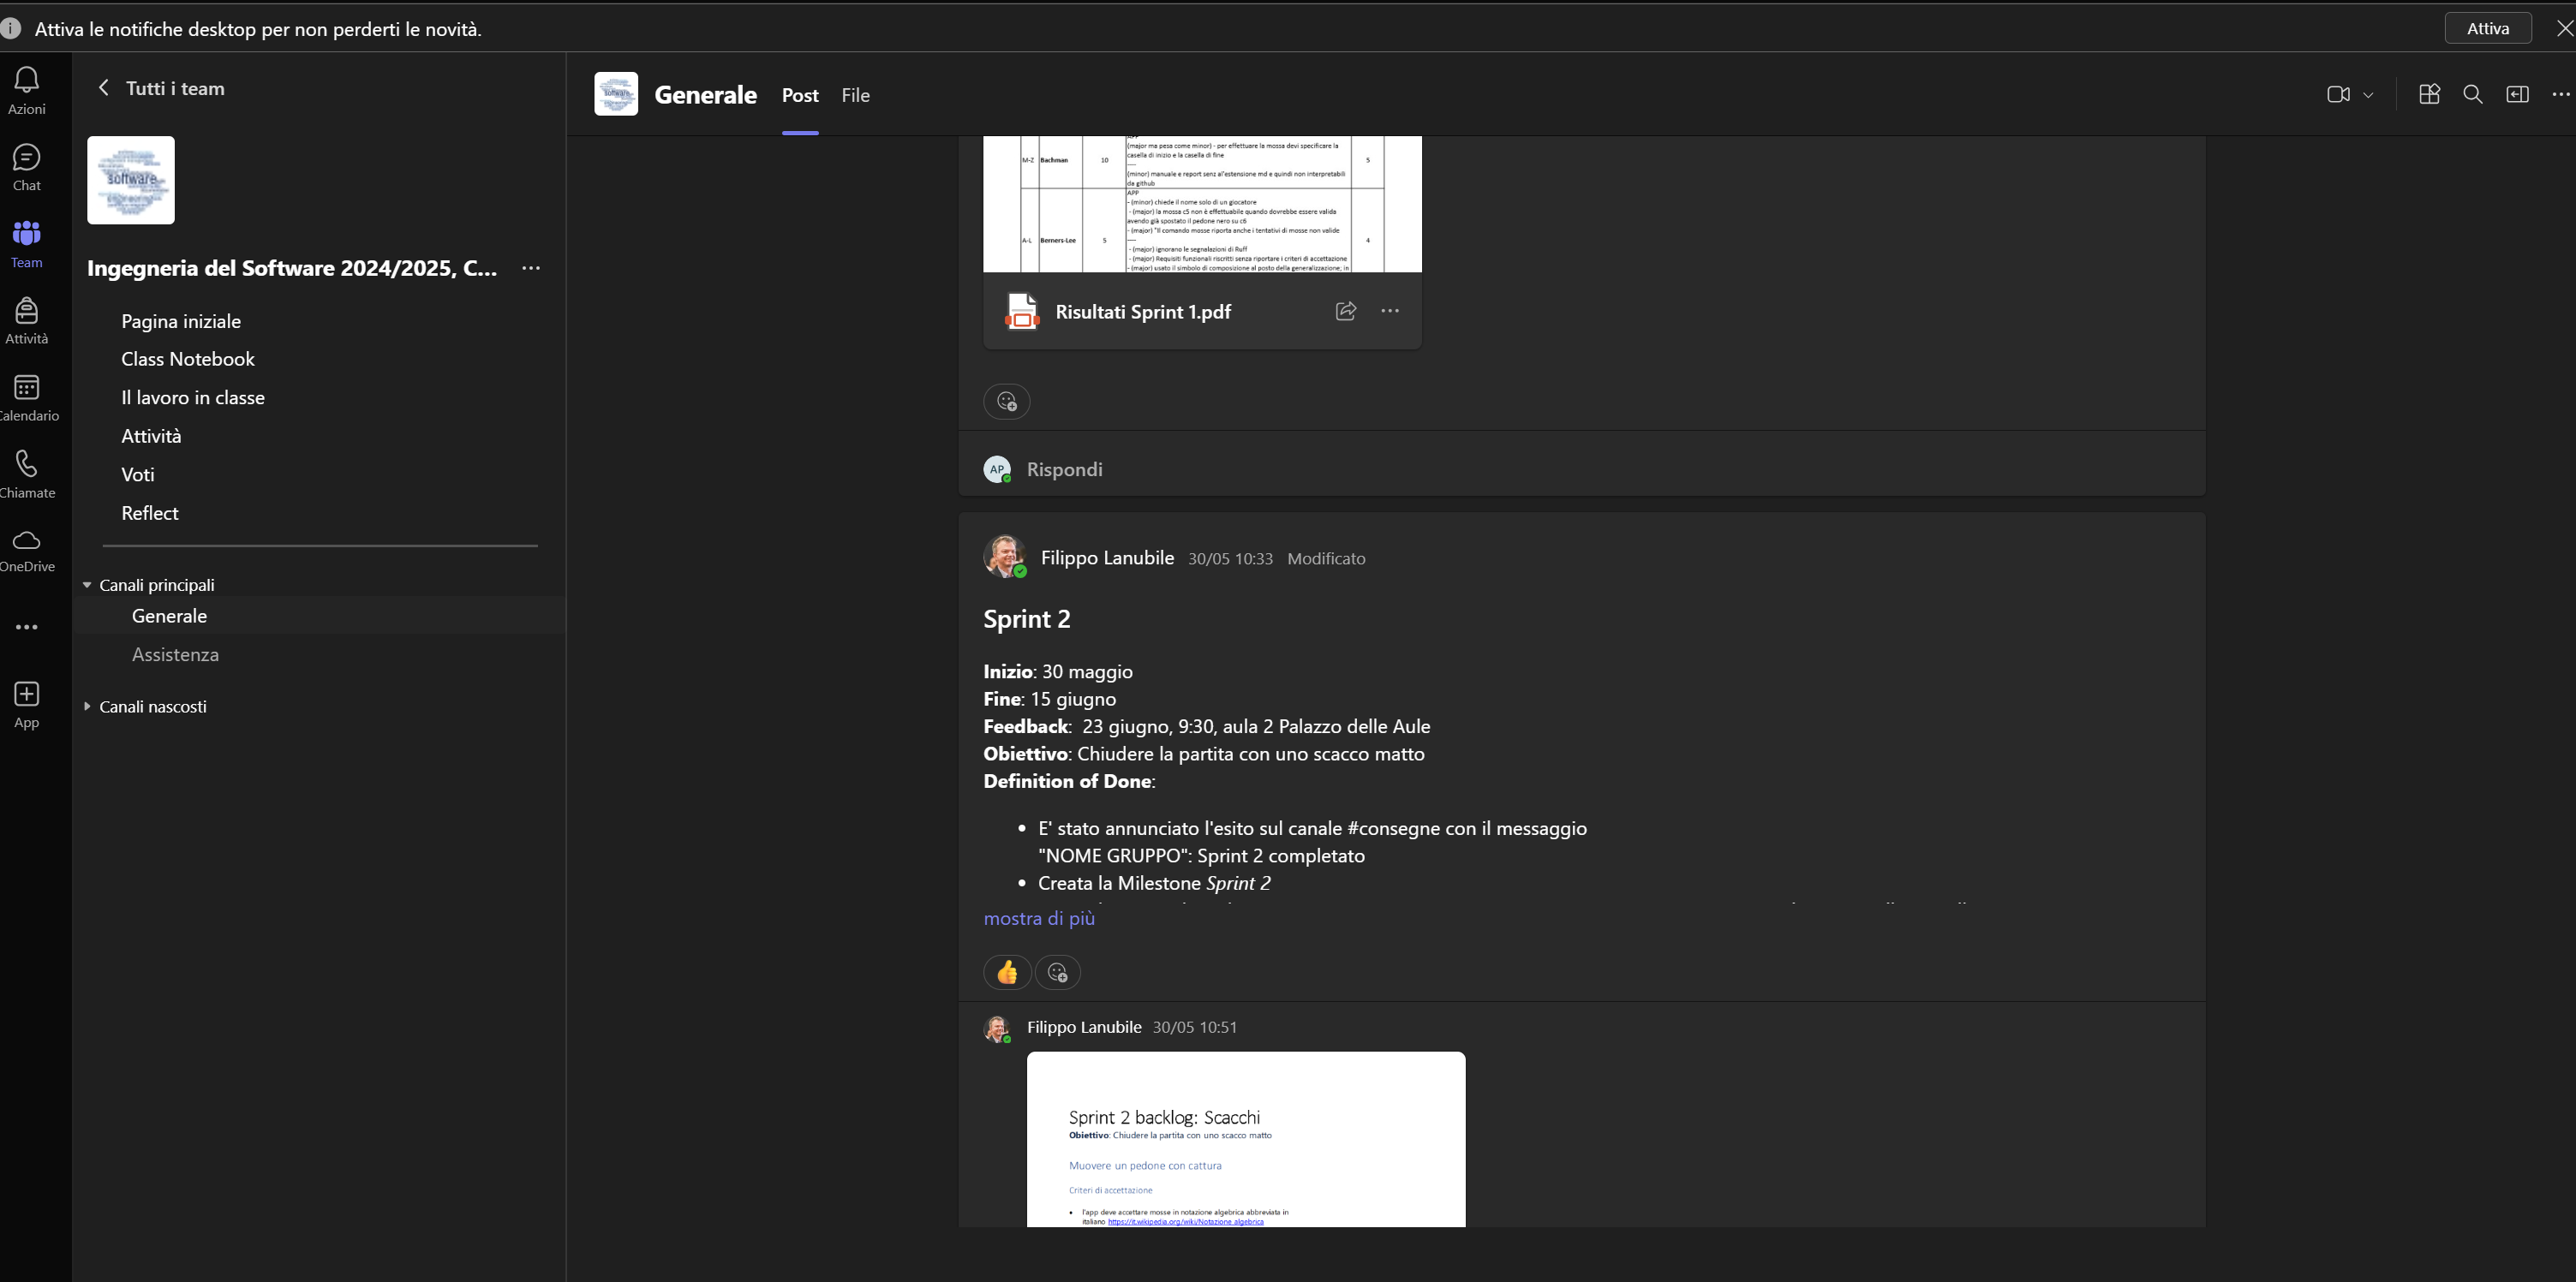 Attiva le notifiche desktop per non perderti le novità.
Attiva
Azioni
Chat
Team
Attività
Calendario
Chiamate
OneDrive
App
Tutti i team
software
Ingegneria del Software 2024/2025, C...
Pagina iniziale
Class Notebook
Il lavoro in classe
Attività
Voti
Reflect
Canali principali
Generale
Assistenza
Canali nascosti
Generale
Post
File
APP
(major ma pesa come minor) - per effettuare la mossa devi specificare la
casella di inizio e la casella di fine
M-Z Bachman 10 5
----
(minor) manuale e report senz al'estensione md e quindi non interpretabili
da github
APP
- (minor) chiede il nome solo di un giocatore
- (major) la mossa c5 non è effettuabile quando dovrebbe essere valida
avendo già spostato il pedone nero su c6
- (major) "Il comando mosse riporta anche i tentativi di mosse non valide
A-L Berners-Lee 5 4
----
- (major) ignorano le segnalazioni di Ruff
- (major) Requisiti funzionali riscritti senza riportare i criteri di accettazione
- (major) usato il simbolo di composizione al posto della generalizzazione; in
Risultati Sprint 1.pdf
AP
Rispondi
Filippo Lanubile 30/05 10:33 Modificato
Sprint 2
Inizio: 30 maggio
Fine: 15 giugno
Feedback: 23 giugno, 9:30, aula 2 Palazzo delle Aule
Obiettivo: Chiudere la partita con uno scacco matto
Definition of Done:
• E' stato annunciato l'esito sul canale #consegne con il messaggio
"NOME GRUPPO": Sprint 2 completato
• Creata la Milestone Sprint 2
mostra di più
Filippo Lanubile 30/05 10:51
Sprint 2 backlog: Scacchi
Obiettivo: Chiudere la partita con uno scacco matto
Muovere un pedone con cattura
Criteri di accettazione
• l'app deve accettare mosse in notazione algebrica abbreviata in
italiano https://it.wikipedia.org/wiki/Notazione_algebrica